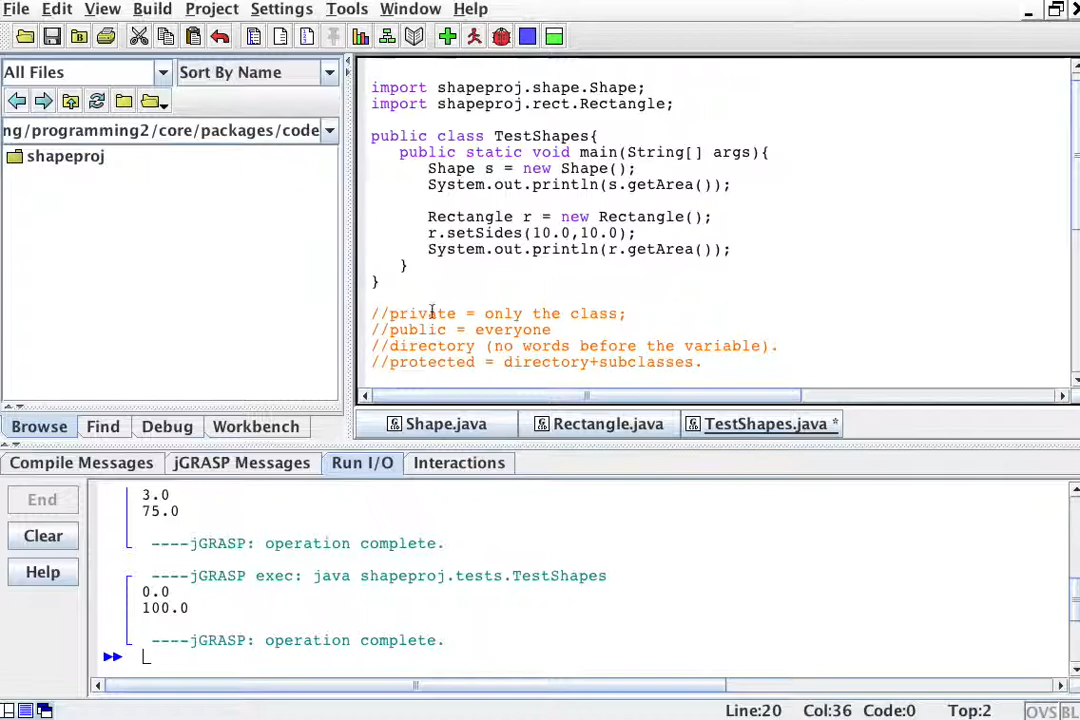 File Edit View Build Project Settings Tools Window Help
All Files Sort By Name
ng/programming2/core/packages/code
shapeproj
import shapeproj.shape.Shape;
import shapeproj.rect.Rectangle;
public class TestShapes{
public static void main(String[] args){
Shape s = new Shape();
System.out.println(s.getArea());
Rectangle r = new Rectangle();
r.setSides(10.0,10.0);
System.out.println(r.getArea());
}
}
//private = only the class;
//public = everyone
//directory (no words before the variable).
//protected = directory+subclasses.
Browse Find Debug Workbench
Shape.java Rectangle.java TestShapes.java *
Compile Messages jGRASP Messages Run I/O Interactions
End
Clear
Help
3.0
75.0
----jGRASP: operation complete.
----jGRASP exec: java shapeproj.tests.TestShapes
0.0
100.0
----jGRASP: operation complete.
Line:20 Col:36 Code:0 Top:2 OVS BL